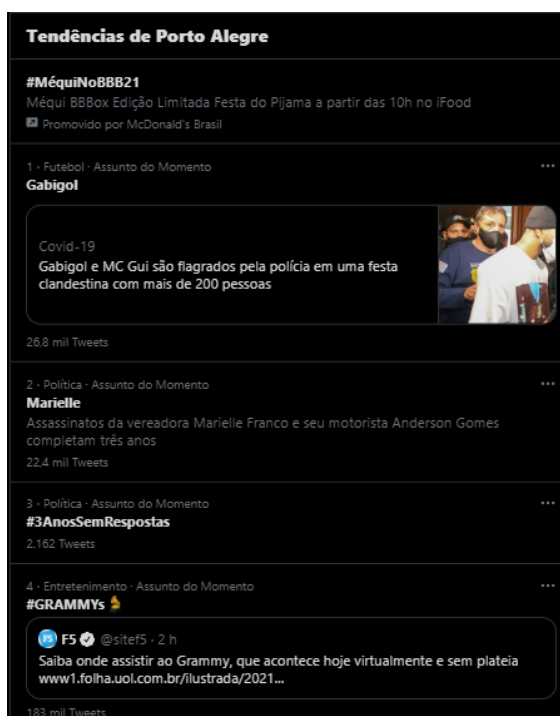 Tendências de Porto Alegre
#MéquiNoBBB21
Méqui BBBox Edição Limitada Festa do Pijama a partir das 10h no iFood
Promovido por McDonald's Brasil
1 · Futebol · Assunto do Momento
Gabigol
Covid-19
Gabigol e MC Gui são flagrados pela polícia em uma festa
clandestina com mais de 200 pessoas
26,8 mil Tweets
2 · Política · Assunto do Momento
Marielle
Assassinatos da vereadora Marielle Franco e seu motorista Anderson Gomes
completam três anos
22,4 mil Tweets
3 · Política · Assunto do Momento
#3AnosSemRespostas
2.162 Tweets
4 · Entretenimento · Assunto do Momento
#GRAMMYs
F5 F5 @sitef5 · 2 h
Saiba onde assistir ao Grammy, que acontece hoje virtualmente e sem plateia
www1.folha.uol.com.br/ilustrada/2021...
183 mil Tweets